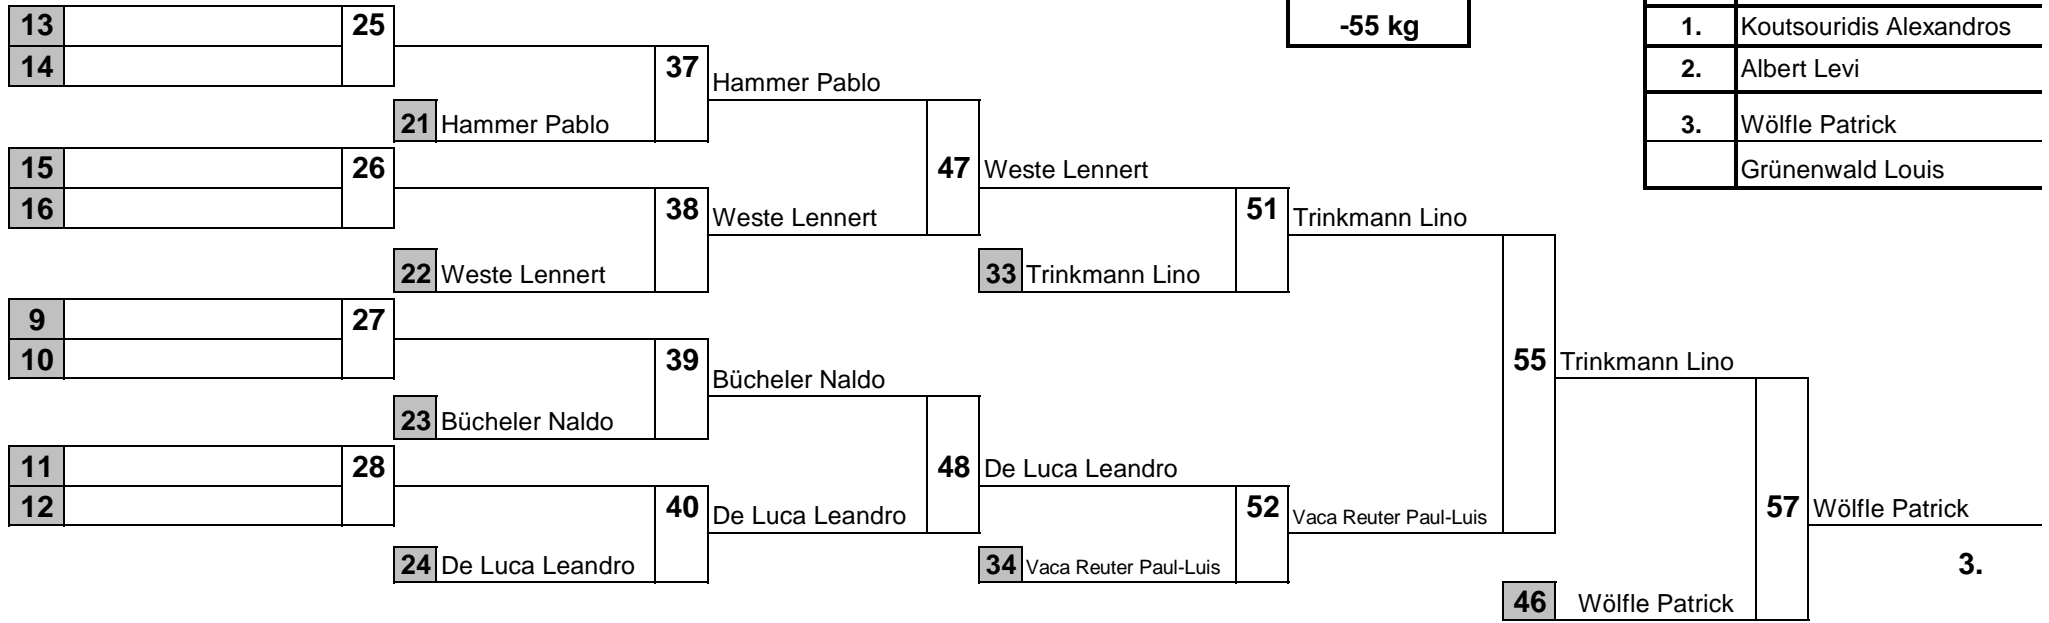 13 25 -55 kg 1. Koutsouridis Alexandros
14 37 Hammer Pablo 2. Albert Levi
21 Hammer Pablo 3. Wölfle Patrick
15 26 47 Weste Lennert Grünenwald Louis
16 38 Weste Lennert 51 Trinkmann Lino
22 Weste Lennert 33 Trinkmann Lino
9 27
10 39 Bücheler Naldo 55 Trinkmann Lino
23 Bücheler Naldo
11 28 48 De Luca Leandro
12 40 De Luca Leandro 52 Vaca Reuter Paul-Luis 57 Wölfle Patrick
24 De Luca Leandro 34 Vaca Reuter Paul-Luis 3.
46 Wölfle Patrick